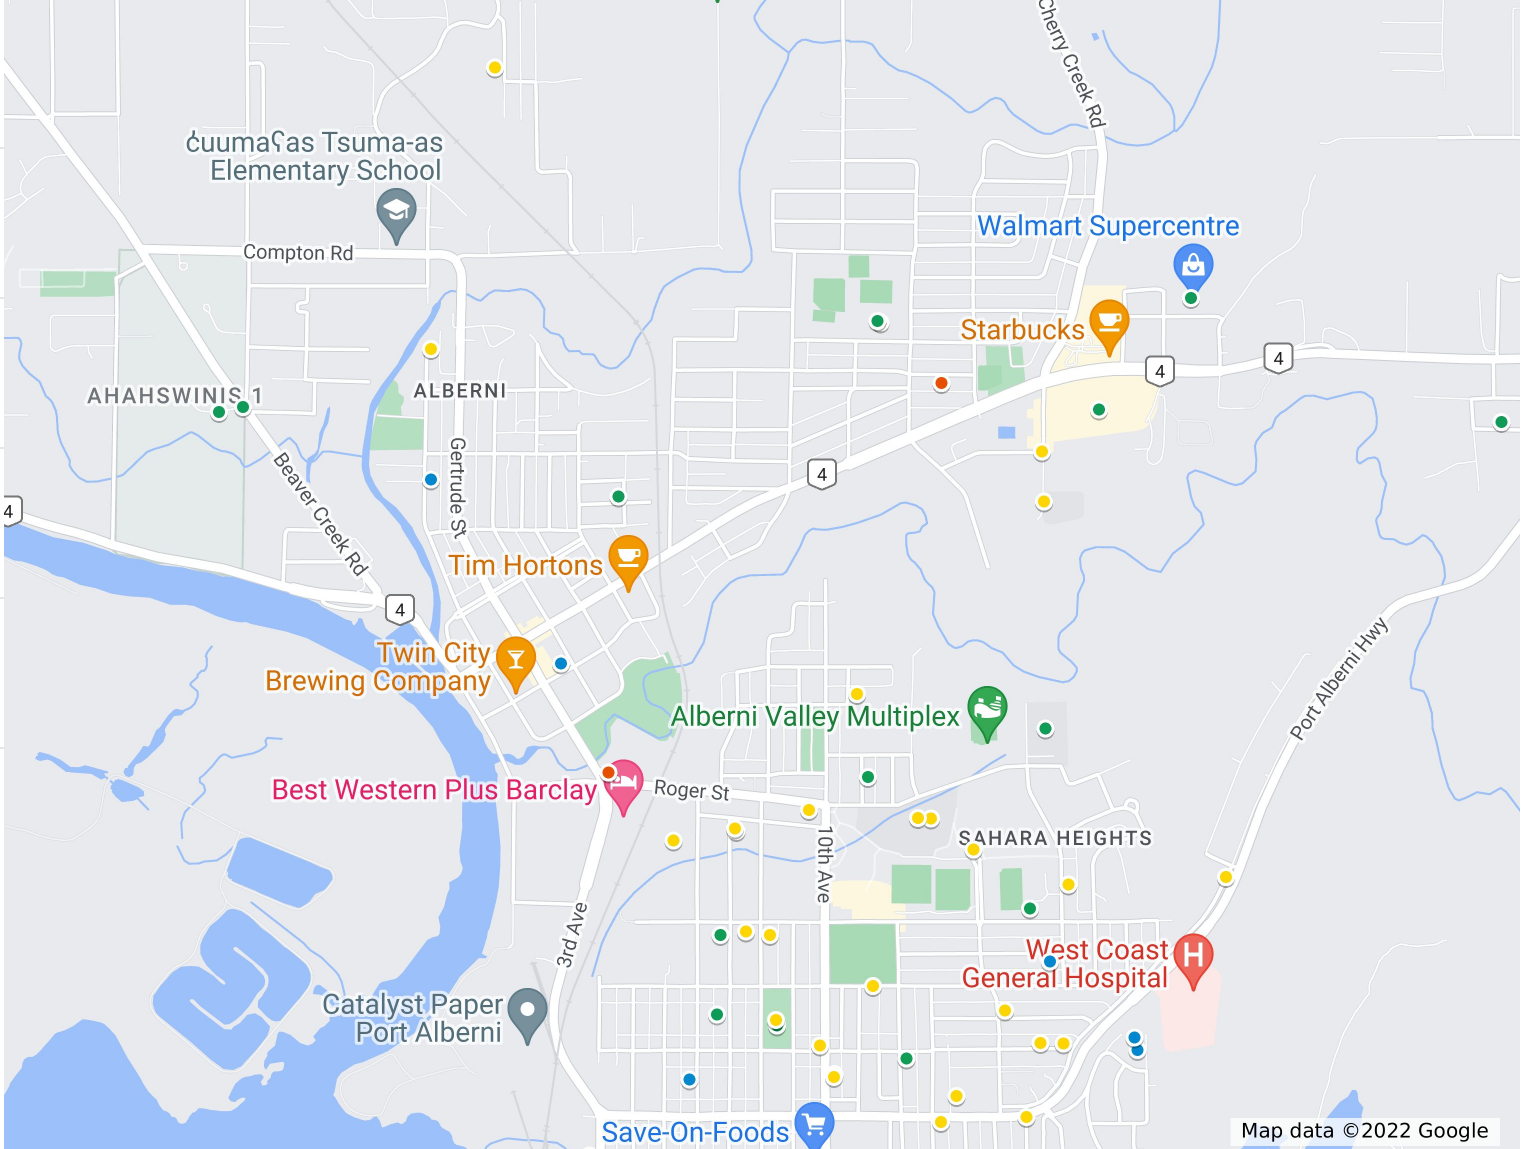 Cherry Creek Rd
c̓uumaʕas Tsuma-as
Elementary School
Compton Rd
Walmart Supercentre
Starbucks
4
4
AHAHSWINIS 1
ALBERNI
Gertrude St
Beaver Creek Rd
4
4
Tim Hortons
4
Twin City
Brewing Company
Port Alberni Hwy
Alberni Valley Multiplex
Best Western Plus Barclay
Roger St
SAHARA HEIGHTS
10th Ave
3rd Ave
West Coast
General Hospital
H
Catalyst Paper
Port Alberni
Save-On-Foods
Map data ©2022 Google